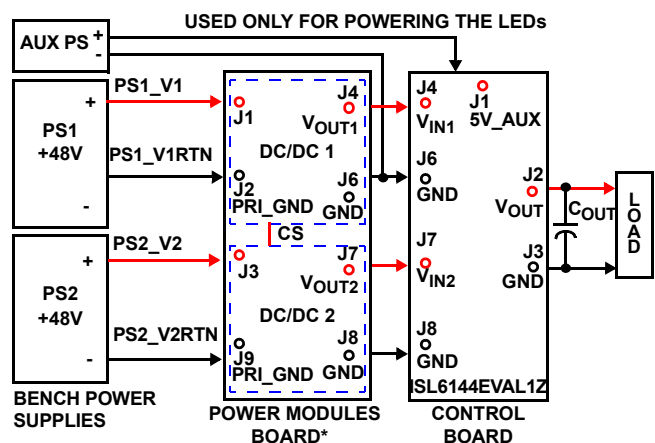 USED ONLY FOR POWERING THE LEDs
AUX PS
+
-
PS1_V1
+
PS1
+48V
PS1_V1RTN
-
J1
J4
VOUT1
DC/DC 1
J2
PRI_GND
J6
GND
CS
J4
VIN1
J1
5V_AUX
J6
GND
J2
VOUT
COUT
LOAD
PS2_V2
+
PS2
+48V
PS2_V2RTN
-
J3
J7
VOUT2
DC/DC 2
J9
PRI_GND
J8
GND
J7
VIN2
J3
GND
J8
GND
ISL6144EVAL1Z
BENCH POWER
SUPPLIES
POWER MODULES
BOARD*
CONTROL
BOARD